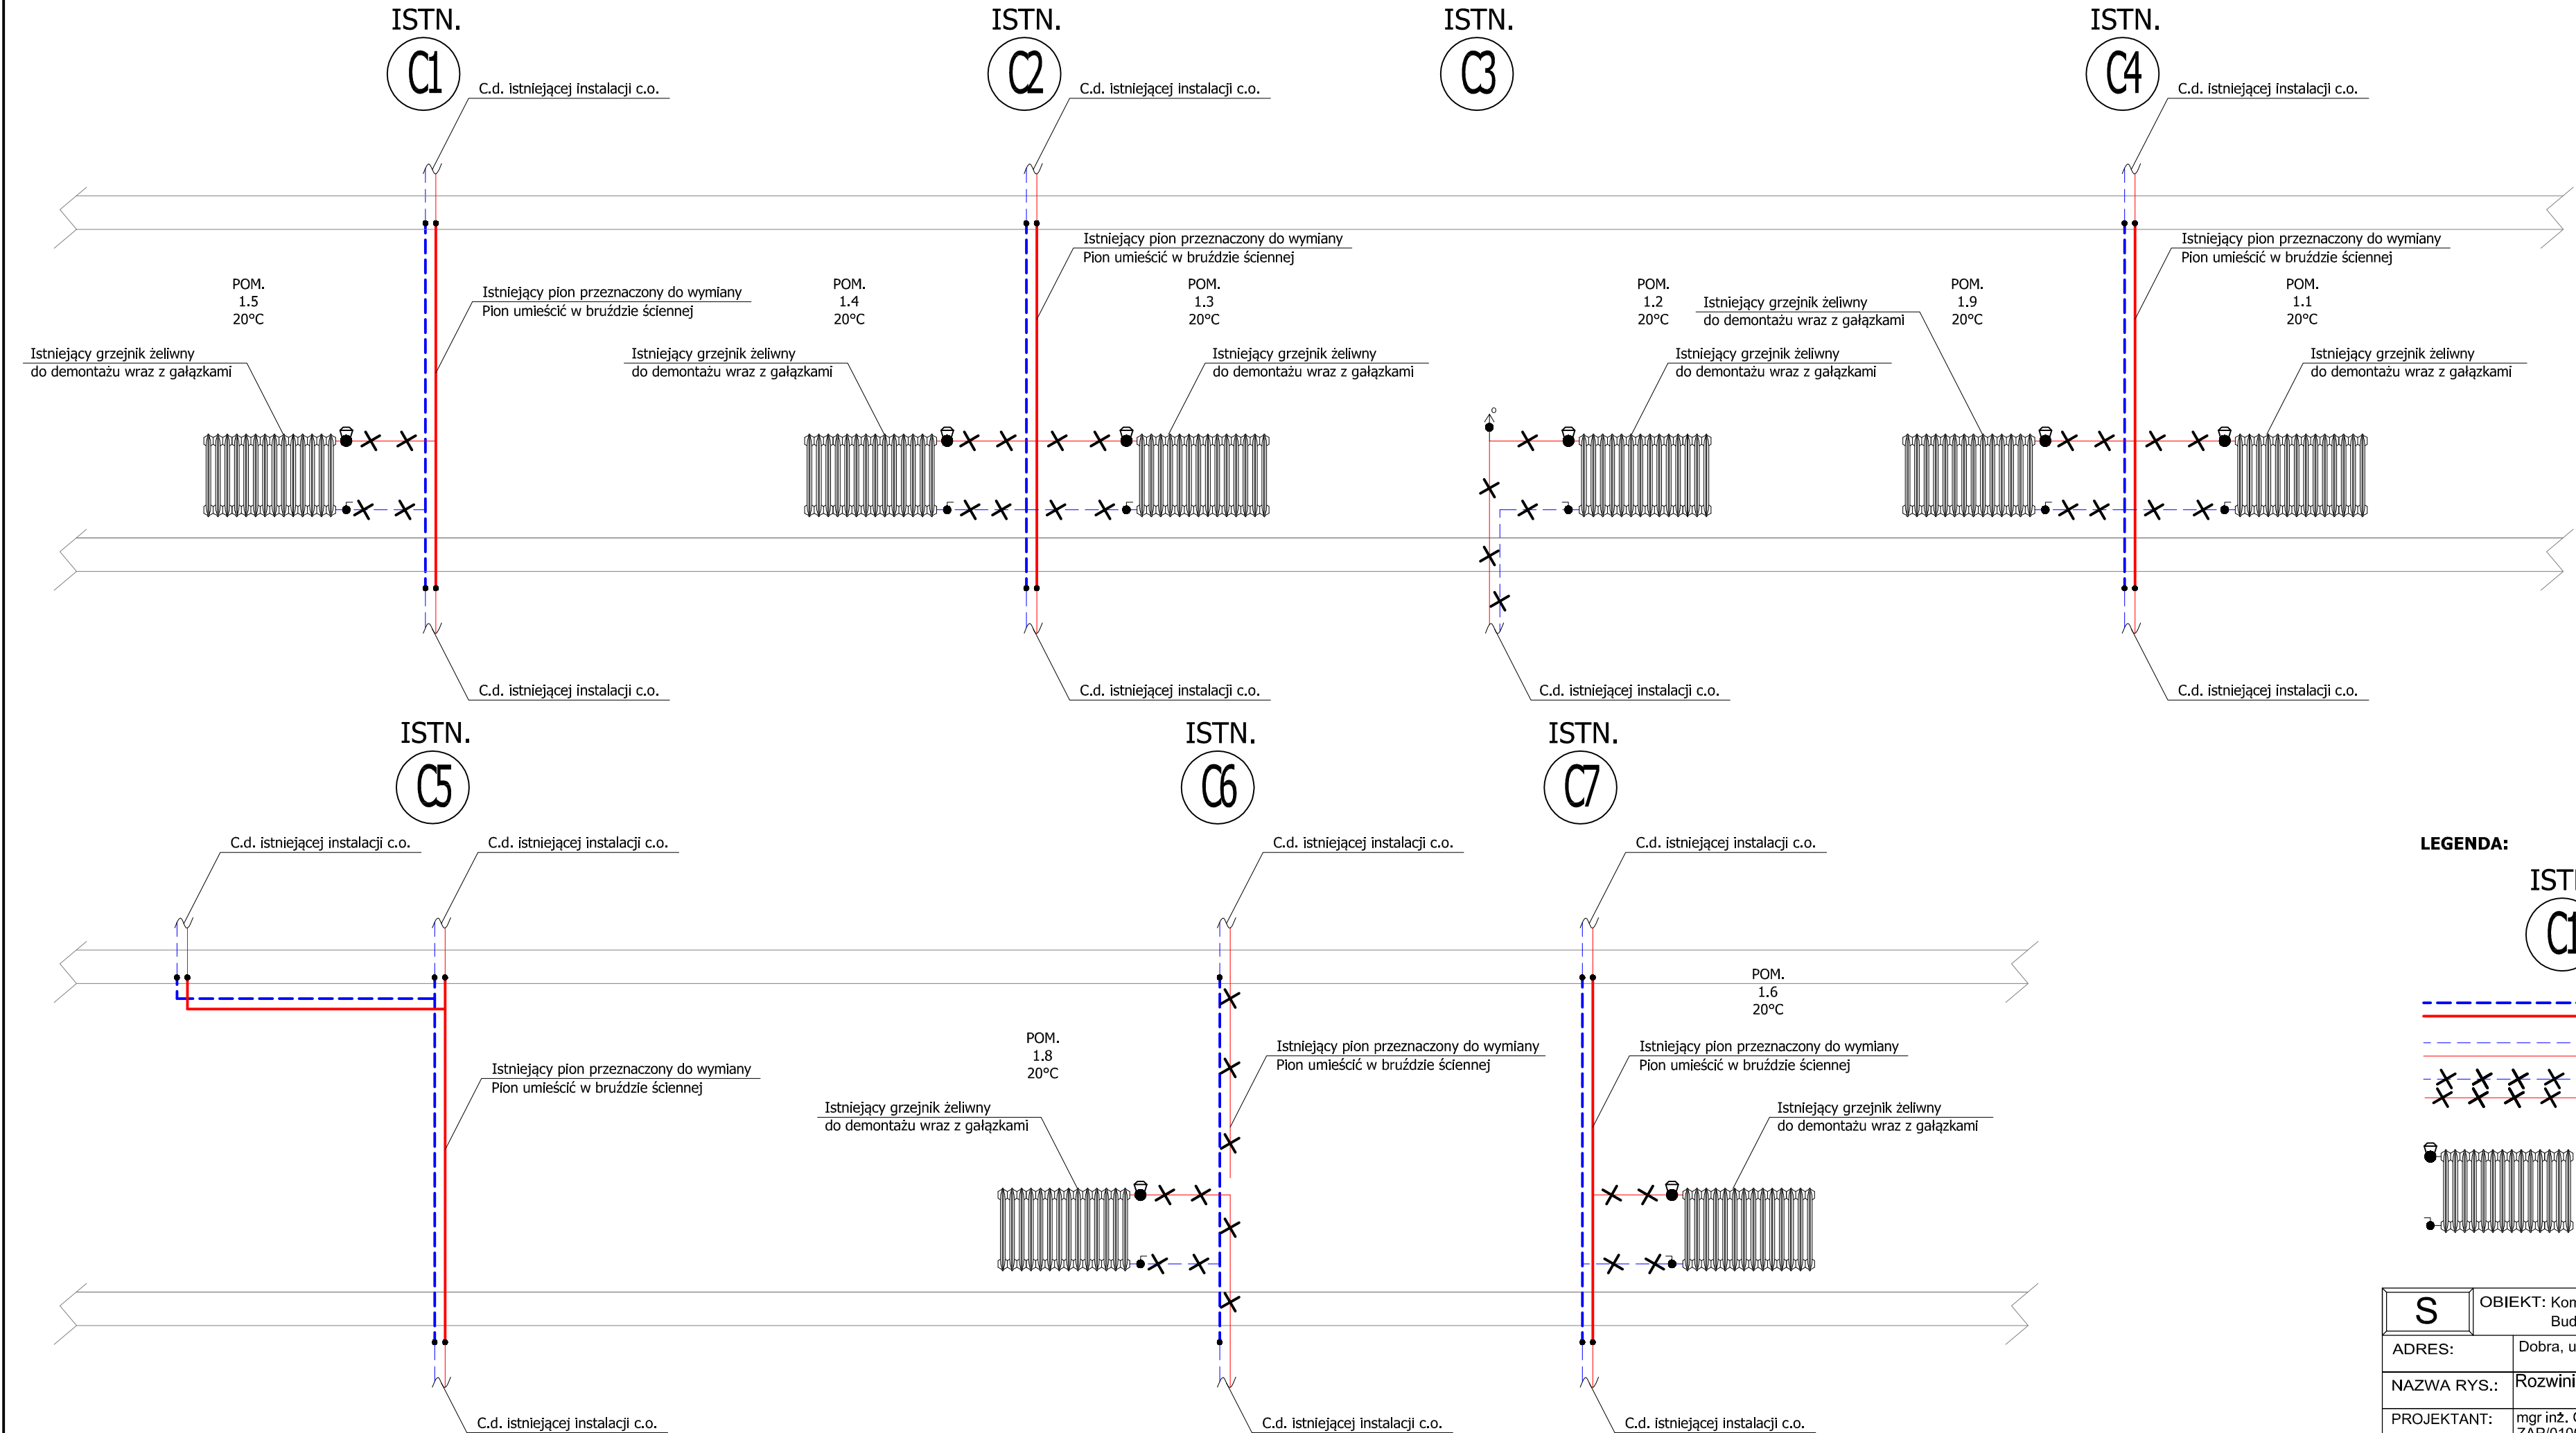 ISTN.
C1
C.d. istniejącej instalacji c.o.
ISTN.
C2
C.d. istniejącej instalacji c.o.
ISTN.
C3
ISTN.
C4
C.d. istniejącej instalacji c.o.
POM.
1.5
20°C
Istniejący pion przeznaczony do wymiany
Pion umieścić w bruździe ściennej
Istniejący grzejnik żeliwny
do demontażu wraz z gałązkami
C.d. istniejącej instalacji c.o.
POM.
1.4
20°C
Istniejący pion przeznaczony do wymiany
Pion umieścić w bruździe ściennej
POM.
1.3
20°C
Istniejący grzejnik żeliwny
do demontażu wraz z gałązkami
Istniejący grzejnik żeliwny
do demontażu wraz z gałązkami
C.d. istniejącej instalacji c.o.
POM.
1.2
20°C
Istniejący grzejnik żeliwny
do demontażu wraz z gałązkami
C.d. istniejącej instalacji c.o.
Istniejący grzejnik żeliwny
do demontażu wraz z gałązkami
POM.
1.9
20°C
Istniejący pion przeznaczony do wymiany
Pion umieścić w bruździe ściennej
POM.
1.1
20°C
Istniejący grzejnik żeliwny
do demontażu wraz z gałązkami
C.d. istniejącej instalacji c.o.
ISTN.
C5
C.d. istniejącej instalacji c.o.
C.d. istniejącej instalacji c.o.
Istniejący pion przeznaczony do wymiany
Pion umieścić w bruździe ściennej
C.d. istniejącej instalacji c.o.
ISTN.
C6
C.d. istniejącej instalacji c.o.
POM.
1.8
20°C
Istniejący pion przeznaczony do wymiany
Pion umieścić w bruździe ściennej
Istniejący grzejnik żeliwny
do demontażu wraz z gałązkami
C.d. istniejącej instalacji c.o.
ISTN.
C7
C.d. istniejącej instalacji c.o.
POM.
1.6
20°C
Istniejący pion przeznaczony do wymiany
Pion umieścić w bruździe ściennej
Istniejący grzejnik żeliwny
do demontażu wraz z gałązkami
C.d. istniejącej instalacji c.o.
LEGENDA:
S
OBIEKT:
ADRES: Dobra,
NAZWA RYS.:
PROJEKTANT: mgr inż.